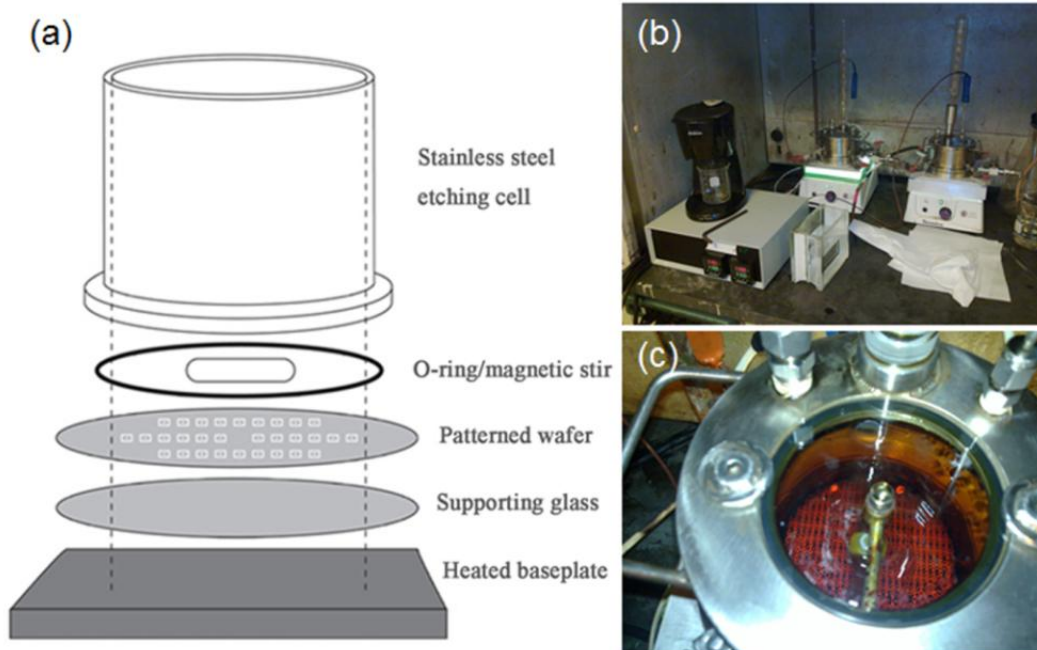 (a)
Stainless steel
etching cell
O-ring/magnetic stir
Patterned wafer
Supporting glass
Heated baseplate
(b)
(c)